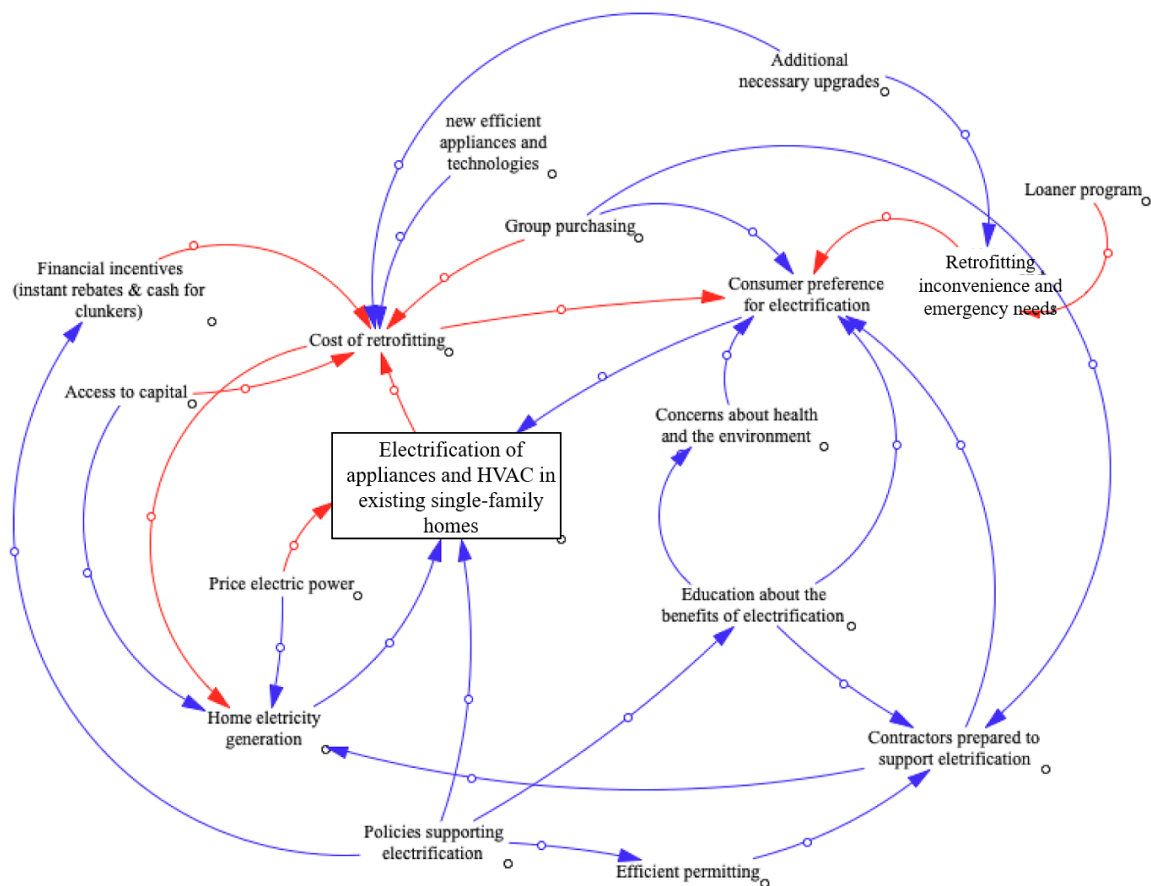 Additional
necessary upgrades
new efficient
appliances and
technologies
Loaner program
Group purchasing
Financial incentives
(instant rebates & cash for
clunkers)
Retrofitting
inconvenience and
emergency needs
Consumer preference
for electrification
Cost of retrofitting
Access to capital
Concerns about health
and the environment
Electrification of
appliances and HVAC in
existing single-family
homes
Price electric power
Education about the
benefits of electrification
Home eletricity
generation
Contractors prepared to
support eletrification
Policies supporting
electrification
Efficient permitting